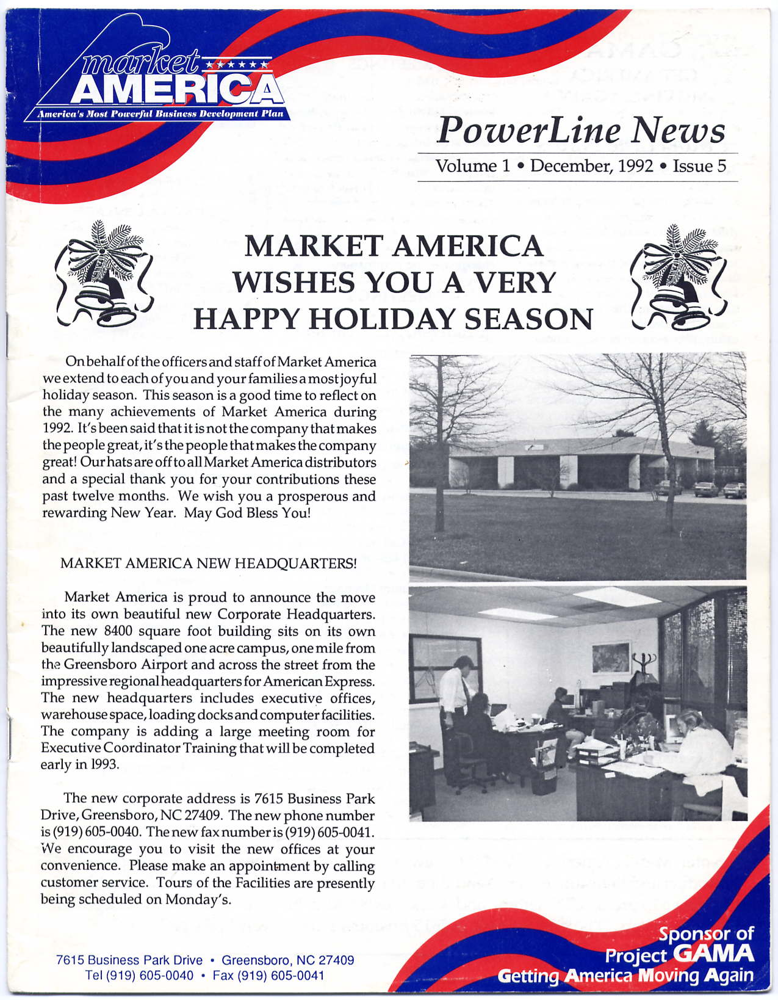 market
AMERICA
America's Most Powerful Business Development Plan
PowerLine News
Volume 1 • December, 1992 • Issue 5
MARKET AMERICA
WISHES YOU A VERY
HAPPY HOLIDAY SEASON
On behalf of the officers and staff of Market America
we extend to each of you and your families a most joyful
holiday season. This season is a good time to reflect on
the many achievements of Market America during
1992. It's been said that it is not the company that makes
the people great, it's the people that makes the company
great! Our hats are off to all Market America distributors
and a special thank you for your contributions these
past twelve months. We wish you a prosperous and
rewarding New Year. May God Bless You!
MARKET AMERICA NEW HEADQUARTERS!
Market America is proud to announce the move
into its own beautiful new Corporate Headquarters.
The new 8400 square foot building sits on its own
beautifully landscaped one acre campus, one mile from
the Greensboro Airport and across the street from the
impressive regional headquarters for American Express.
The new headquarters includes executive offices,
warehouse space, loading docks and computer facilities.
The company is adding a large meeting room for
Executive Coordinator Training that will be completed
early in 1993.
The new corporate address is 7615 Business Park
Drive, Greensboro, NC 27409. The new phone number
is (919) 605-0040. The new fax number is (919) 605-0041.
We encourage you to visit the new offices at your
convenience. Please make an appointment by calling
customer service. Tours of the Facilities are presently
being scheduled on Monday's.
7615 Business Park Drive • Greensboro, NC 27409
Tel (919) 605-0040 • Fax (919) 605-0041
Sponsor of
Project GAMA
Getting America Moving Again